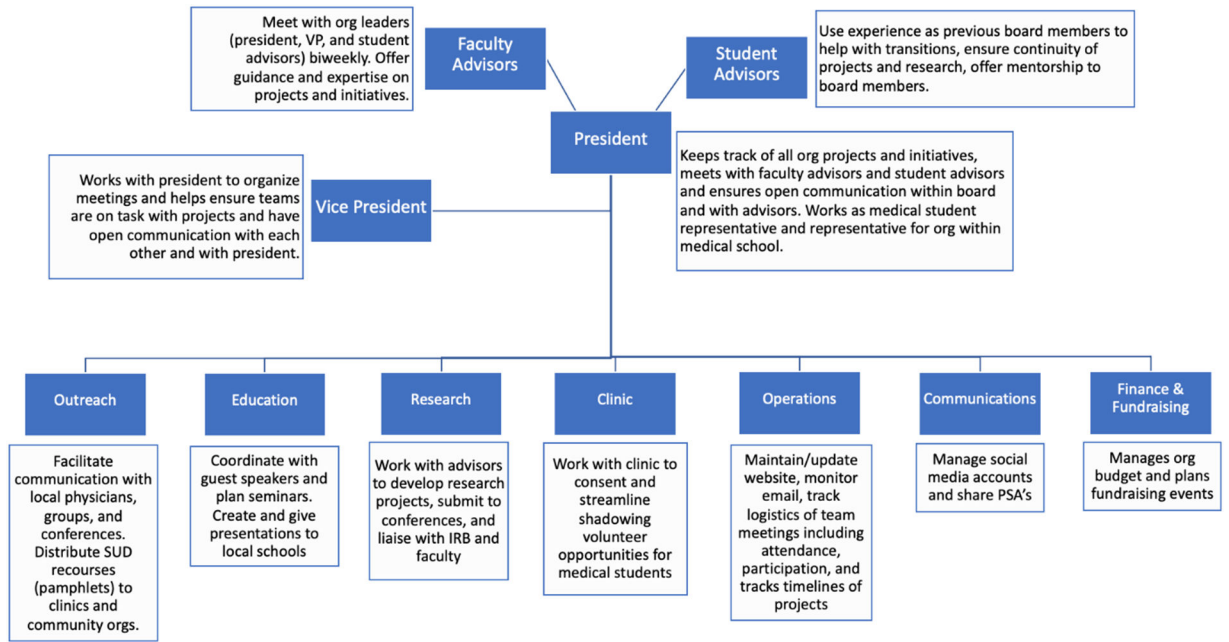 Meet with org leaders
(president, VP, and student
advisors) biweekly. Offer
guidance and expertise on
projects and initiatives.
Faculty
Advisors
Student
Advisors
Use experience as previous board members to
help with transitions, ensure continuity of
projects and research, offer mentorship to
board members.
President
Keeps track of all org projects and initiatives,
meets with faculty advisors and student advisors
and ensures open communication within board
and with advisors. Works as medical student
representative and representative for org within
medical school.
Works with president to organize
meetings and helps ensure teams
are on task with projects and have
open communication with each
other and with president.
Vice President
Outreach
Facilitate
communication with
local physicians,
groups, and
conferences.
Distribute SUD
recourses
(pamphlets) to
clinics and
community orgs.
Education
Coordinate with
guest speakers and
plan seminars.
Create and give
presentations to
local schools
Research
Work with advisors
to develop research
projects, submit to
conferences, and
liaise with IRB and
faculty
Clinic
Work with clinic to
consent and
streamline
shadowing
volunteer
opportunities for
medical students
Operations
Maintain/update
website, monitor
email, track
logistics of team
meetings including
attendance,
participation, and
tracks timelines of
projects
Communications
Manage social
media accounts
and share PSA's
Finance &
Fundraising
Manages org
budget and plans
fundraising events